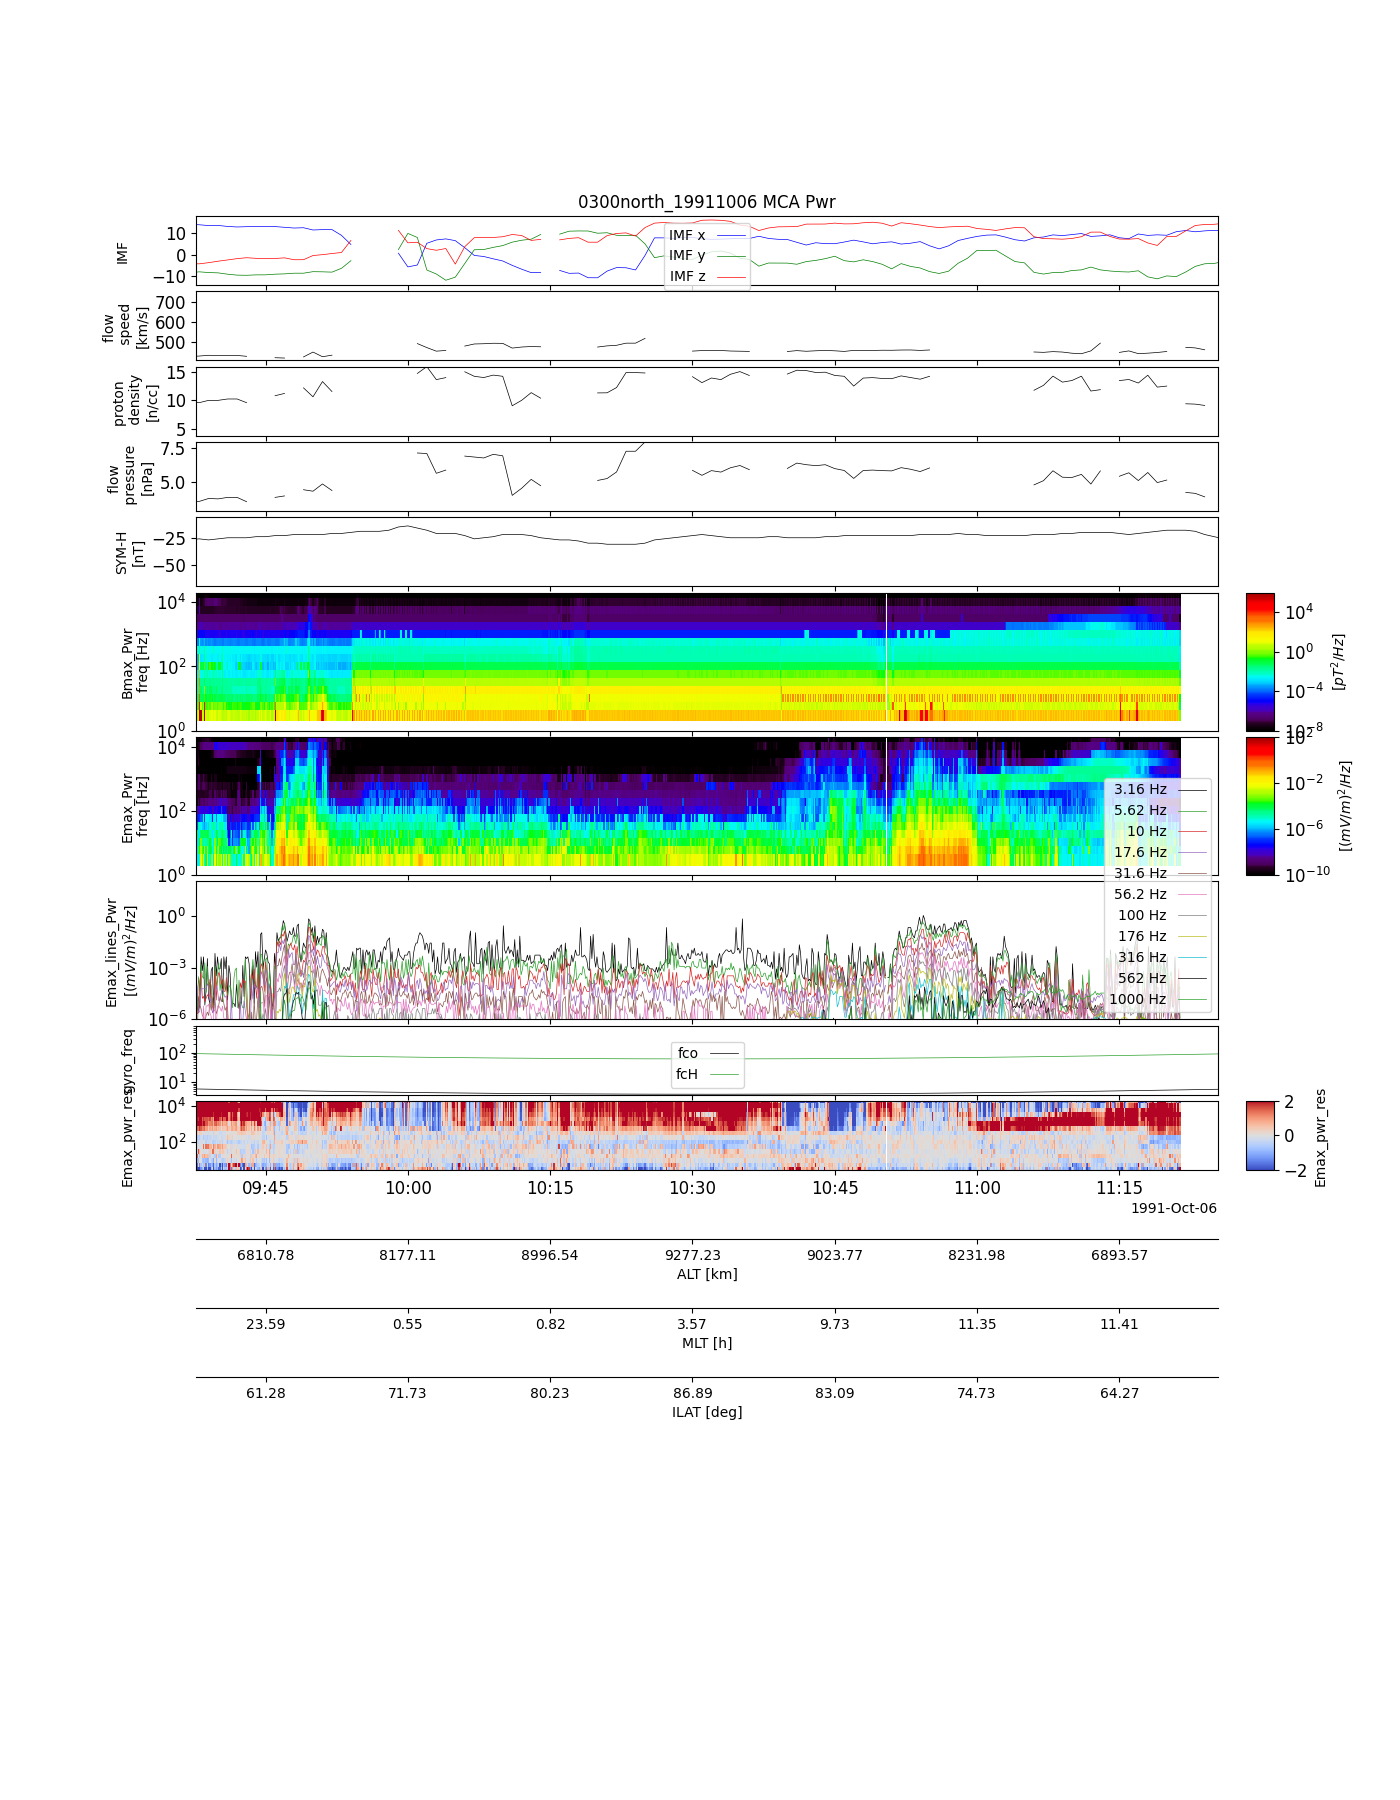 0300north_19911006 MCA Pwr
IMF
10
0
−10
IMF x
IMF y
IMF z
flow
speed
[km/s]
700
600
500
proton
density
[n/cc]
15
10
5
flow
pressure
[nPa]
7.5
5.0
SYM-H
[nT]
−25
−50
Bmax_Pwr
freq [Hz]
10^4
10^2
10^0
10^4
10^0
10^−4
10^−8
[pT^2/Hz]
Emax_Pwr
freq [Hz]
10^4
10^2
10^0
10^2
10^−2
10^−6
10^−10
[(mV/m)^2/Hz]
3.16 Hz
5.62 Hz
10 Hz
17.6 Hz
31.6 Hz
56.2 Hz
100 Hz
176 Hz
316 Hz
562 Hz
1000 Hz
Emax_lines_Pwr
[(mV/m)^2/Hz]
10^0
10^−3
10^−6
gyro_freq
10^2
10^1
fco
fcH
Emax_pwr_res
10^4
10^2
2
0
−2
Emax_pwr_res
09:45 10:00 10:15 10:30 10:45 11:00 11:15
1991-Oct-06
6810.78 8177.11 8996.54 9277.23 9023.77 8231.98 6893.57
ALT [km]
23.59 0.55 0.82 3.57 9.73 11.35 11.41
MLT [h]
61.28 71.73 80.23 86.89 83.09 74.73 64.27
ILAT [deg]